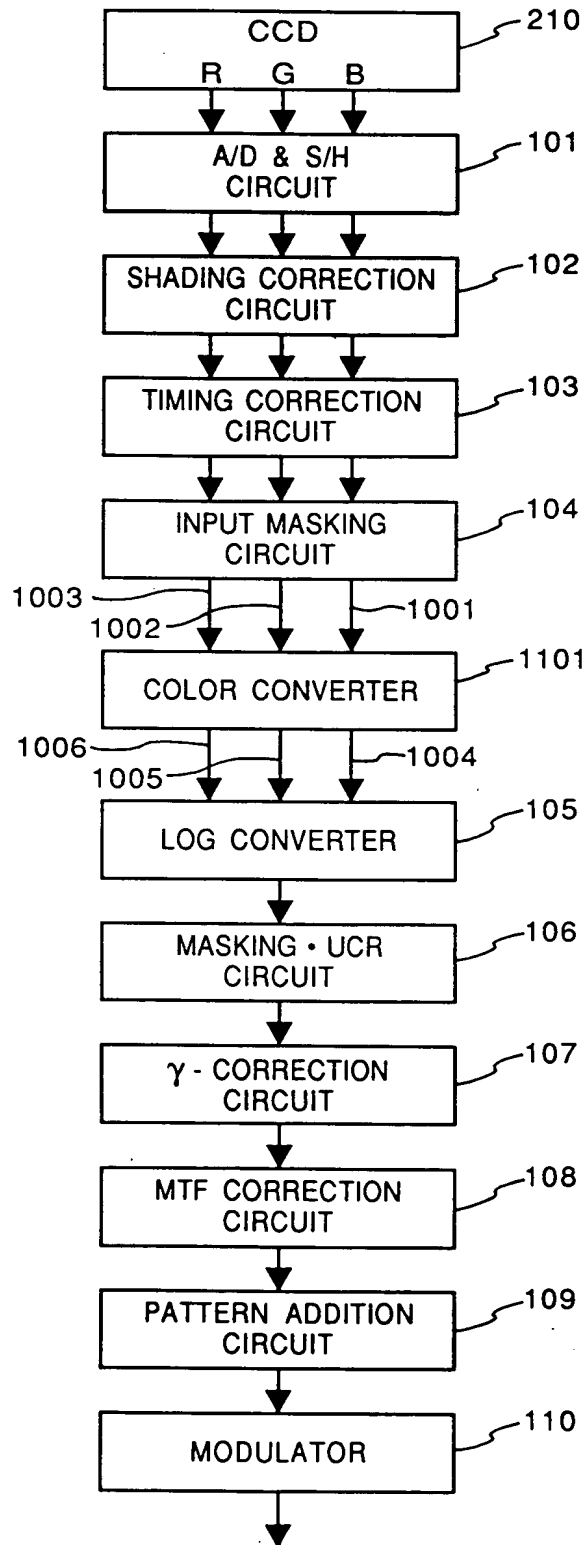 CCD
210
R G B
A/D & S/H
CIRCUIT
101
SHADING CORRECTION
CIRCUIT
102
TIMING CORRECTION
CIRCUIT
103
INPUT MASKING
CIRCUIT
104
1003
1002
1001
COLOR CONVERTER
1101
1006
1005
1004
LOG CONVERTER
105
MASKING • UCR
CIRCUIT
106
γ - CORRECTION
CIRCUIT
107
MTF CORRECTION
CIRCUIT
108
PATTERN ADDITION
CIRCUIT
109
MODULATOR
110